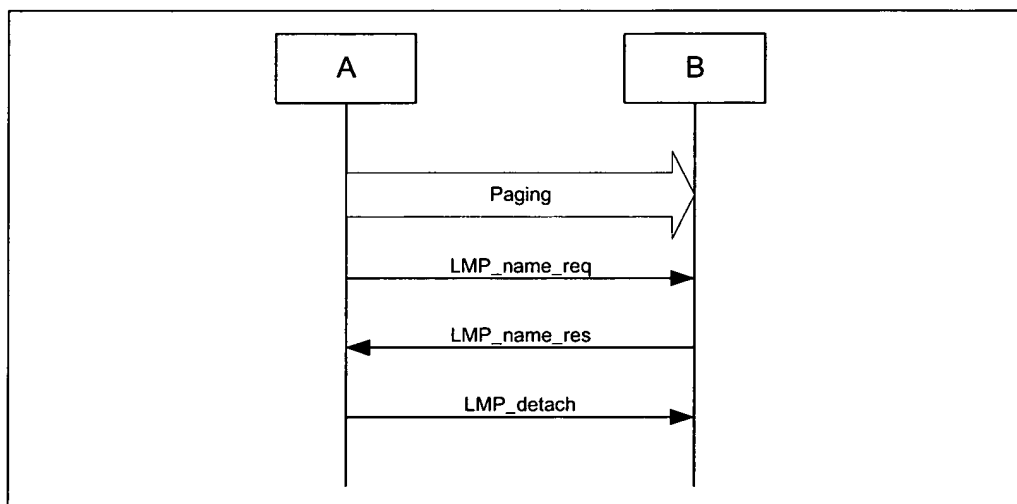 A
B
Paging
LMP_name_req
LMP_name_res
LMP_detach